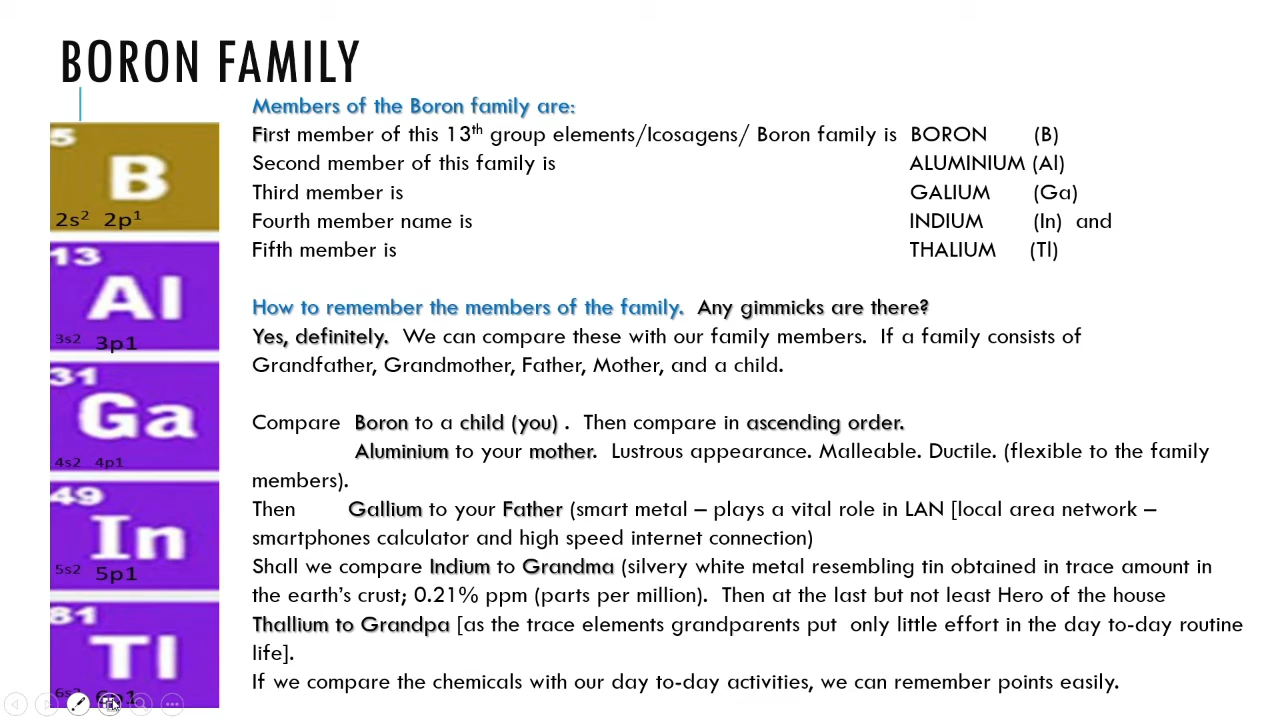 BORON FAMILY
Members of the Boron family are:
First member of this 13th group elements/Icosagens/ Boron family is BORON (B)
Second member of this family is ALUMINIUM (Al)
Third member is GALIUM (Ga)
Fourth member name is INDIUM (In) and
Fifth member is THALIUM (Tl)
How to remember the members of the family. Any gimmicks are there?
Yes, definitely. We can compare these with our family members. If a family consists of
Grandfather, Grandmother, Father, Mother, and a child.
Compare Boron to a child (you) . Then compare in ascending order.
Aluminium to your mother. Lustrous appearance. Malleable. Ductile. (flexible to the family
members).
Then Gallium to your Father (smart metal – plays a vital role in LAN [local area network –
smartphones calculator and high speed internet connection)
Shall we compare Indium to Grandma (silvery white metal resembling tin obtained in trace amount in
the earth's crust; 0.21% ppm (parts per million). Then at the last but not least Hero of the house
Thallium to Grandpa [as the trace elements grandparents put only little effort in the day to-day routine
life].
If we compare the chemicals with our day to-day activities, we can remember points easily.
5
B
2s² 2p¹
13
Al
3s2 3p1
31
Ga
4s2 4p1
49
In
5s2 5p1
81
Tl
6s2 6p1